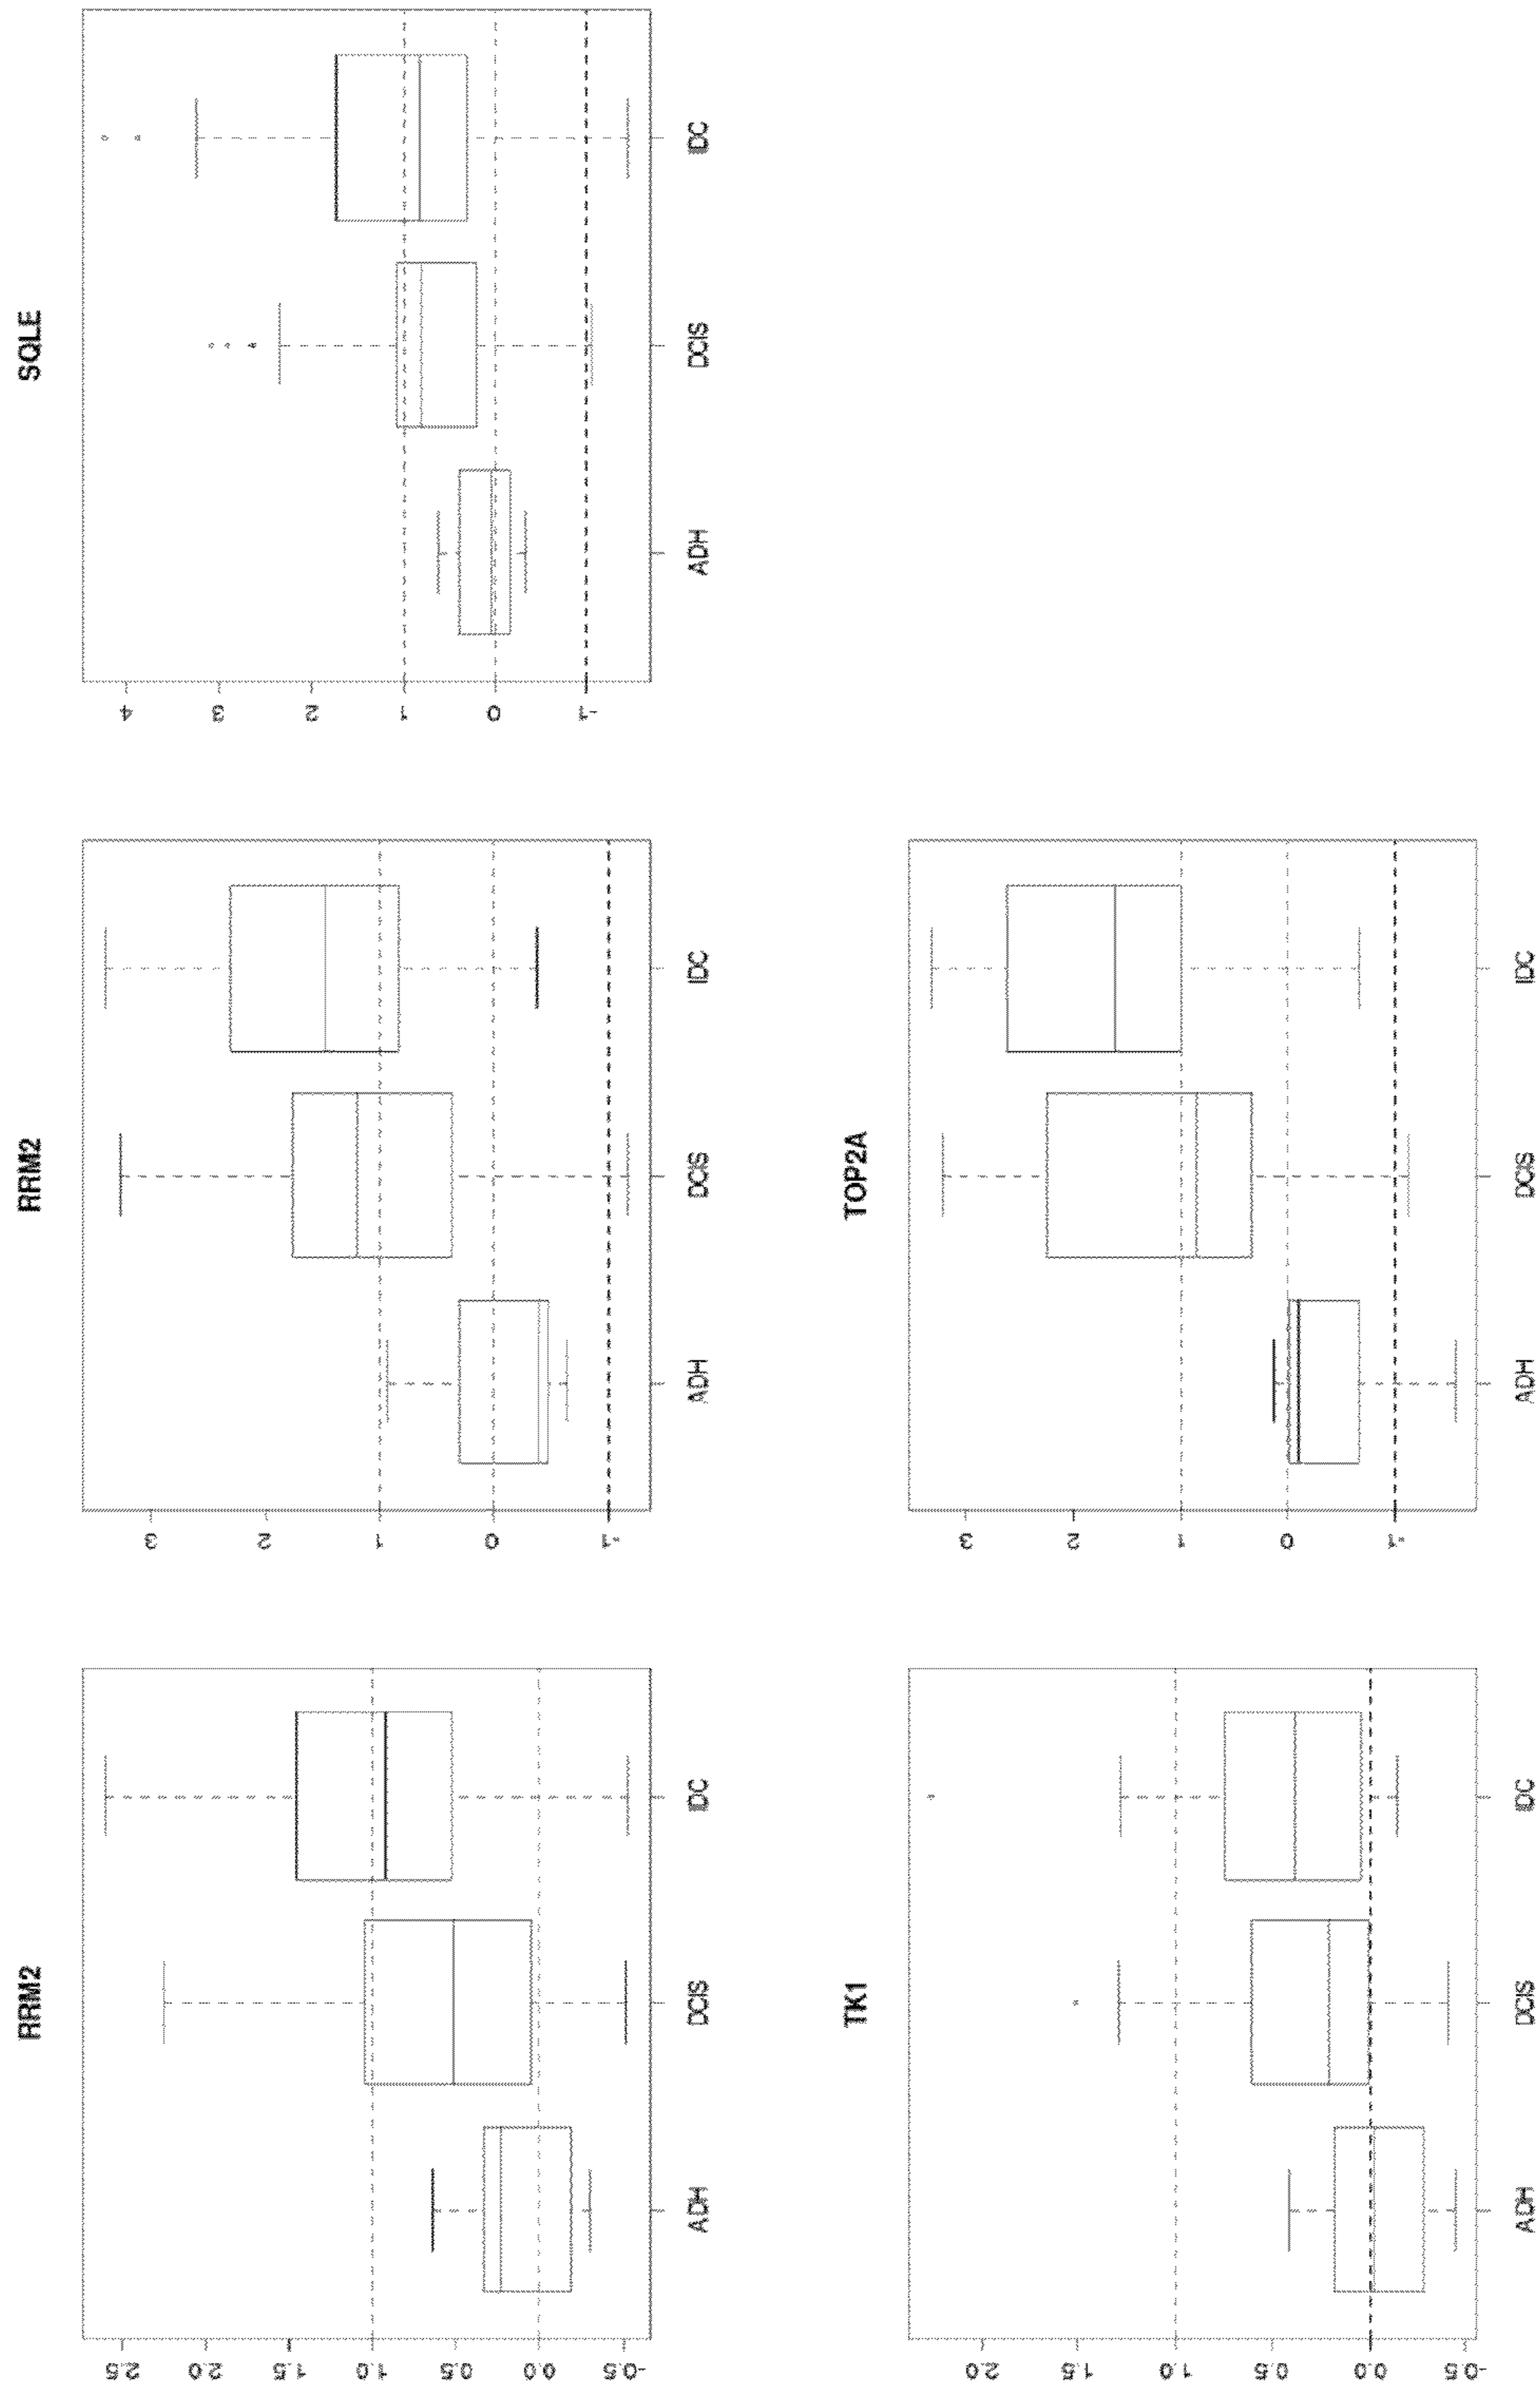 RRM2
2.5
2.0
1.5
1.0
0.5
0.0
-0.5
ADH DCIS IDC
RRM2
3
2
1
0
-1
ADH DCIS IDC
SQLE
4
3
2
1
0
-1
ADH DCIS IDC
TK1
2.0
1.5
1.0
0.5
0.0
-0.5
ADH DCIS IDC
TOP2A
3
2
1
0
-1
ADH DCIS IDC